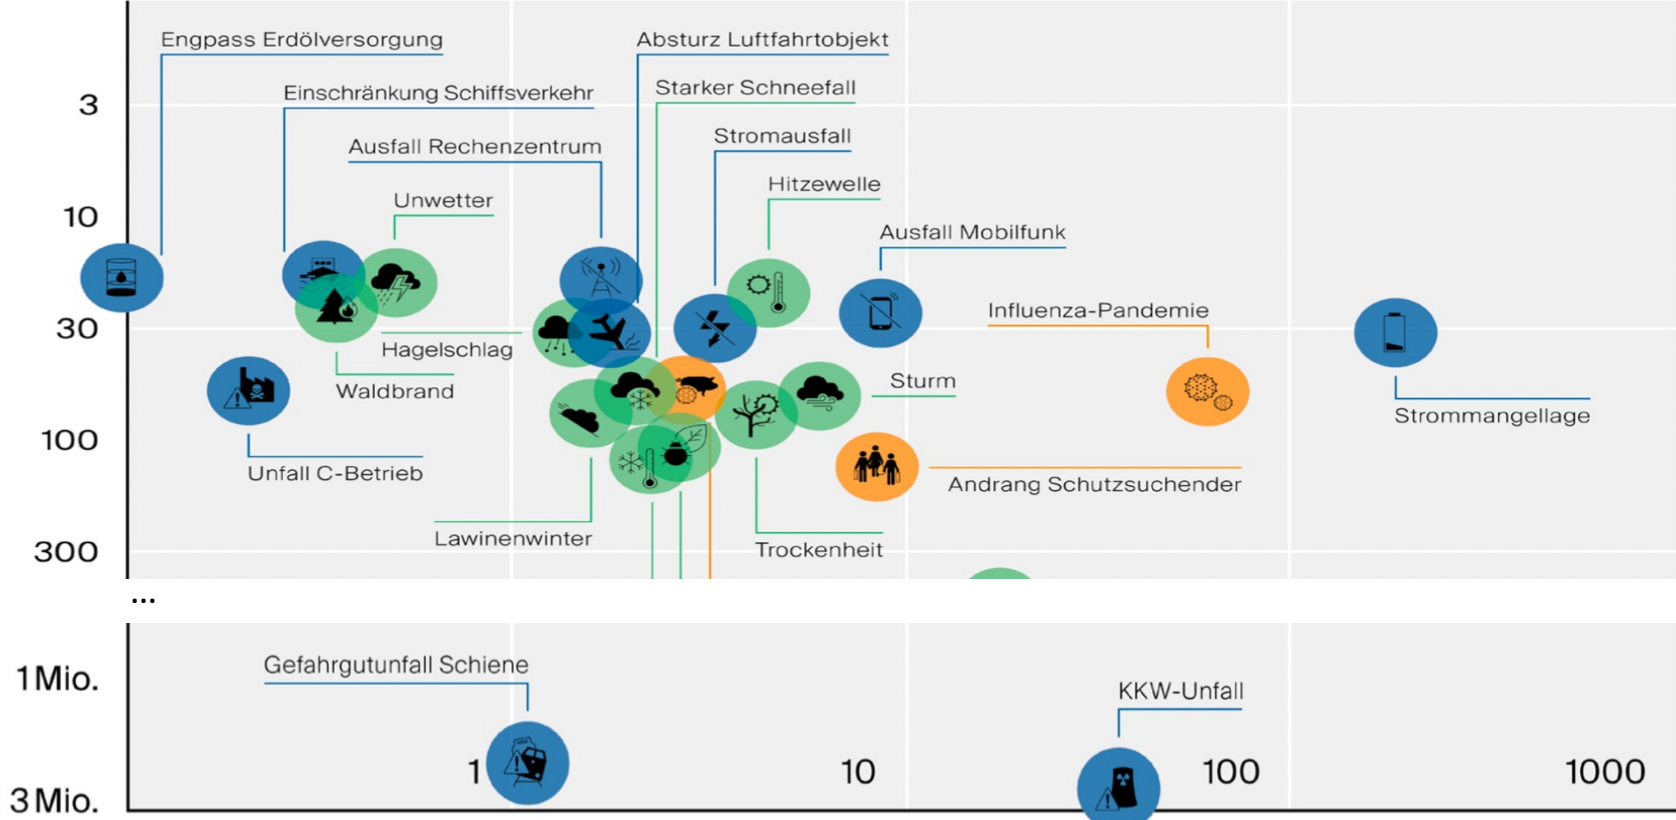 Engpass Erdölversorgung
Absturz Luftfahrtobjekt
Starker Schneefall
Einschränkung Schiffsverkehr
3
Stromausfall
Ausfall Rechenzentrum
Hitzewelle
Unwetter
10
Ausfall Mobilfunk
Influenza-Pandemie
30
Hagelschlag
Sturm
Waldbrand
Strommangellage
100
Unfall C-Betrieb
Andrang Schutzsuchender
Lawinenwinter
Trockenheit
300
...
Gefahrgutunfall Schiene
1 Mio.
KKW-Unfall
1
10
100
1000
3 Mio.